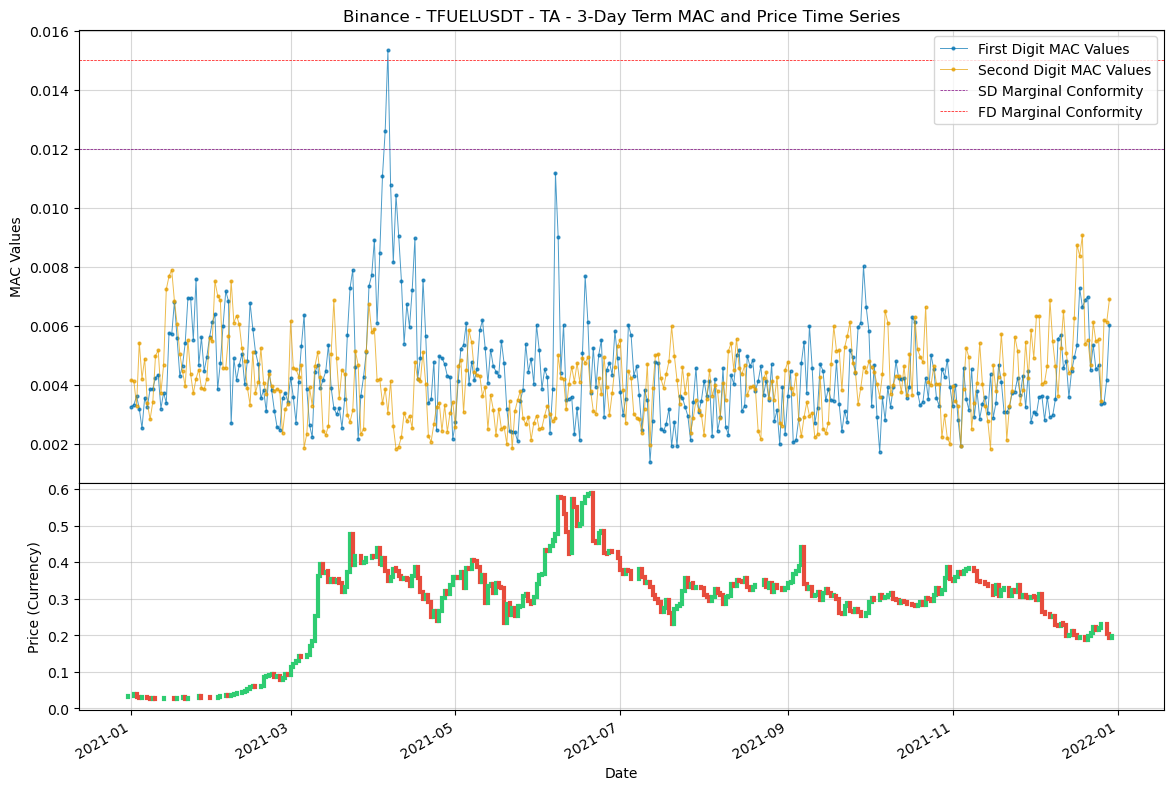 Binance - TFUELUSDT - TA - 3-Day Term MAC and Price Time Series
First Digit MAC Values
Second Digit MAC Values
SD Marginal Conformity
FD Marginal Conformity
MAC Values
0.016
0.014
0.012
0.010
0.008
0.006
0.004
0.002
Price (Currency)
0.6
0.5
0.4
0.3
0.2
0.1
0.0
2021-01
2021-03
2021-05
2021-07
2021-09
2021-11
2022-01
Date